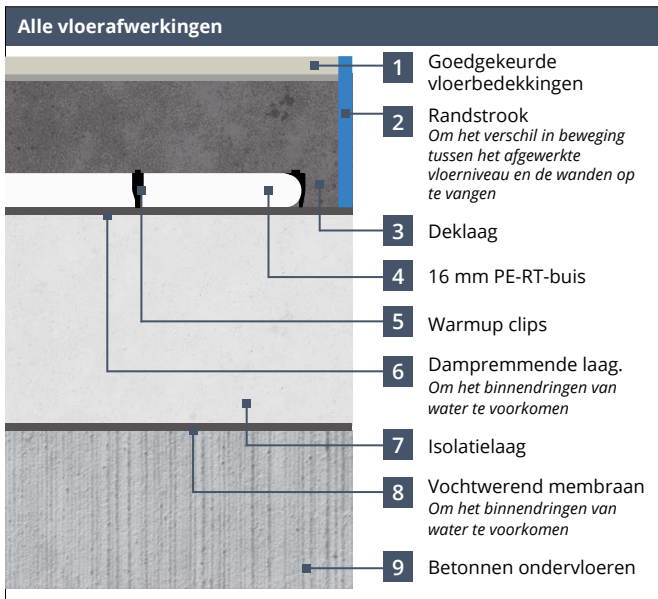 Alle vloerafwerkingen
1 Goedgekeurde
vloerbedekkingen
2 Randstrook
Om het verschil in beweging
tussen het afgewerkte
vloerniveau en de wanden op
te vangen
3 Deklaag
4 16 mm PE-RT-buis
5 Warmup clips
6 Dampremmende laag.
Om het binnendringen van
water te voorkomen
7 Isolatielaag
8 Vochtwerend membraan
Om het binnendringen van
water te voorkomen
9 Betonnen ondervloeren